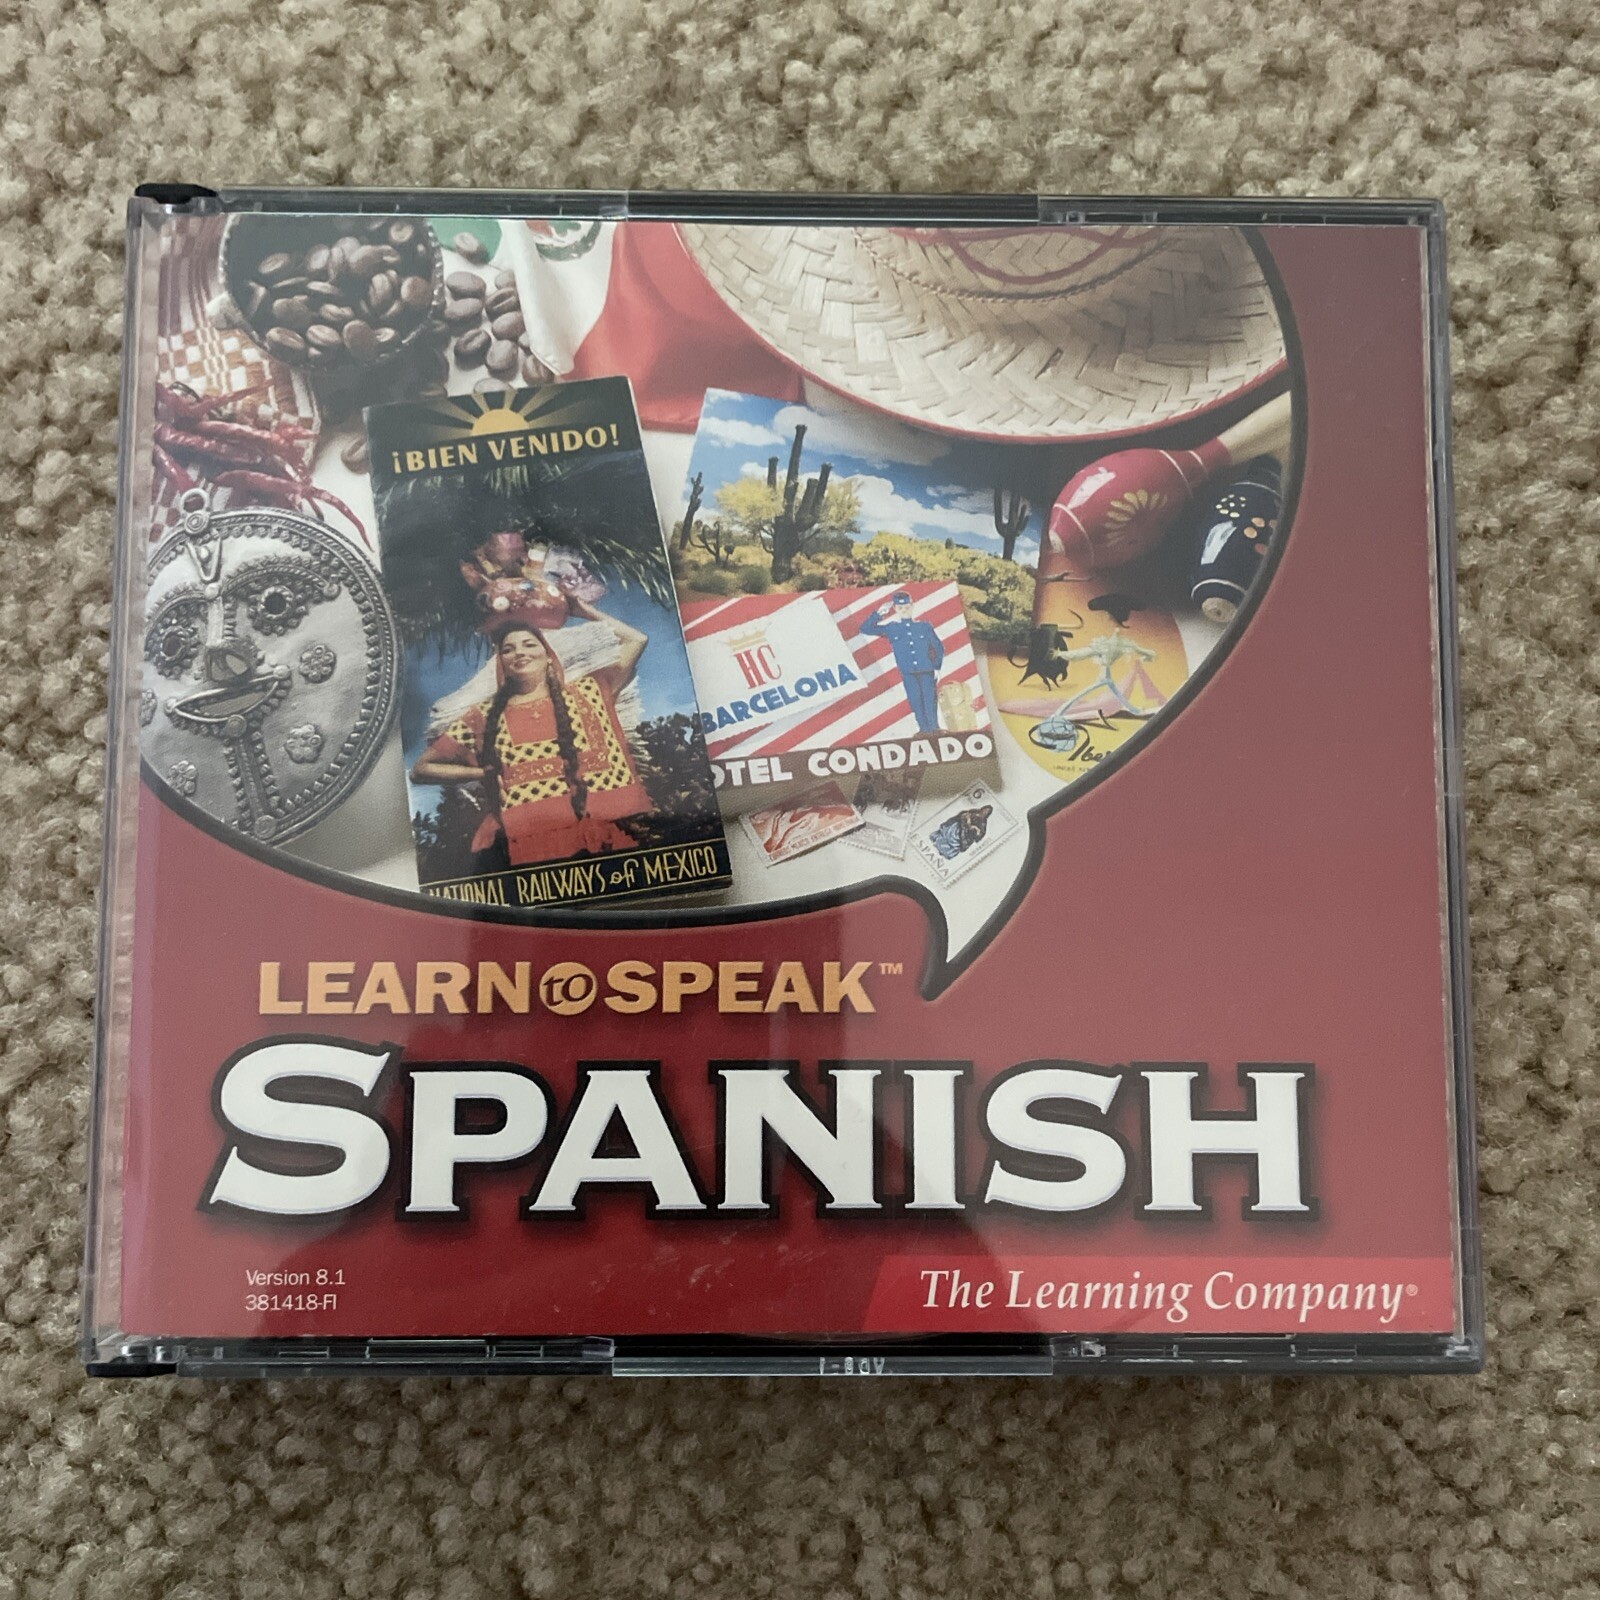 ¡BIEN VENIDO!
HC
BARCELONA
OTEL CONDADO
NATIONAL RAILWAYS of MEXICO
ESPAÑA
LEARN to SPEAK™
SPANISH
Version 8.1
381418-FI
The Learning Company®